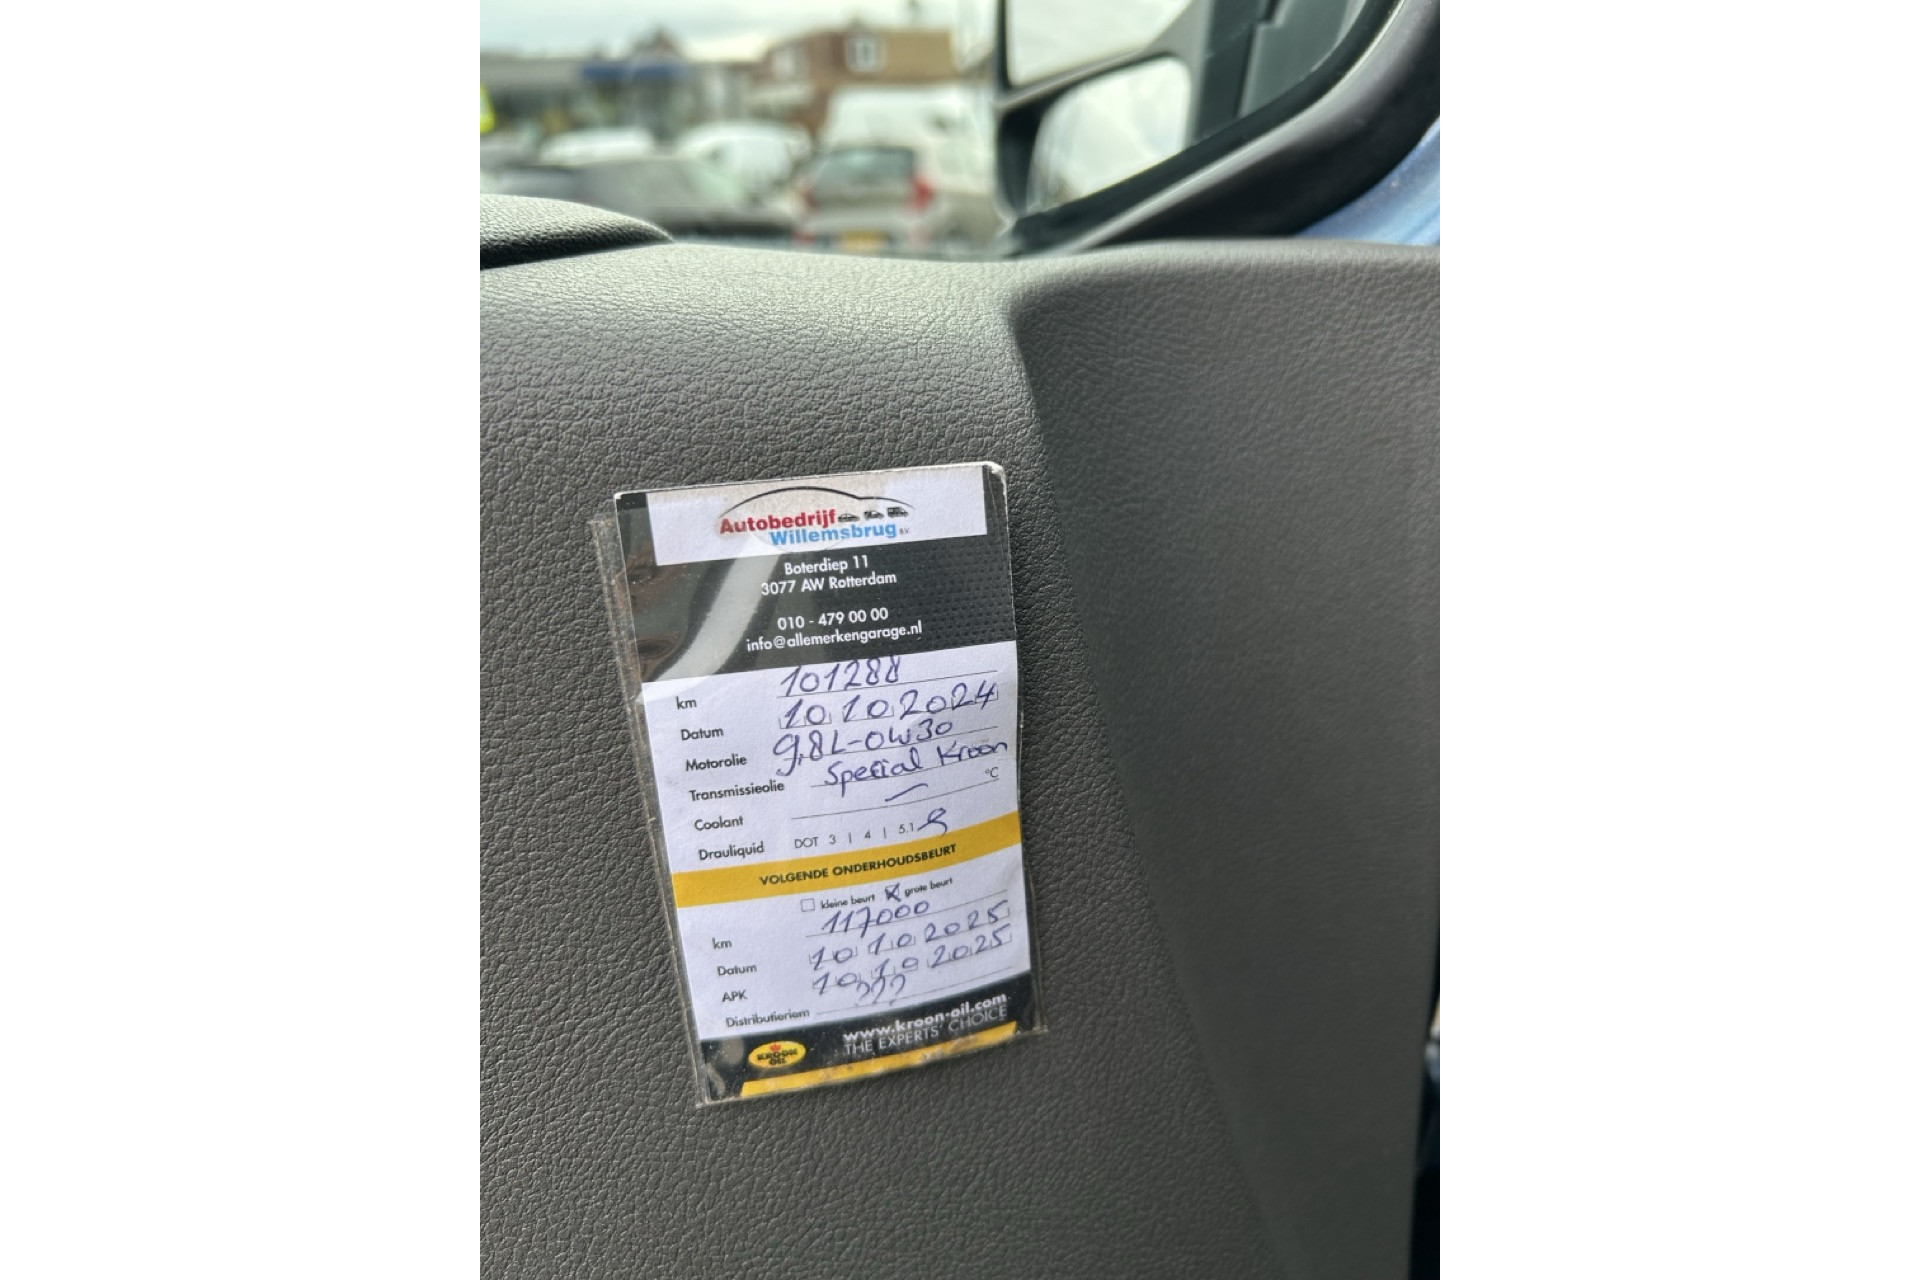 Autobedrijf
Willemsbrug B.V.
Boterdiep 11
3077 AW Rotterdam
010 - 479 00 00
info@allemerkengarage.nl
km 101288
Datum 10 10 2024
Motorolie 9,8L-0W30
Transmissieolie Special Kroon
Coolant — °C
Drauliquid DOT 3 | 4 | 5.1
VOLGENDE ONDERHOUDSBEURT
kleine beurt grote beurt
km 117000
Datum 10 10 2025
APK 10 10 2025
Distributieriem ???
KROON OIL
www.kroon-oil.com
THE EXPERTS' CHOICE